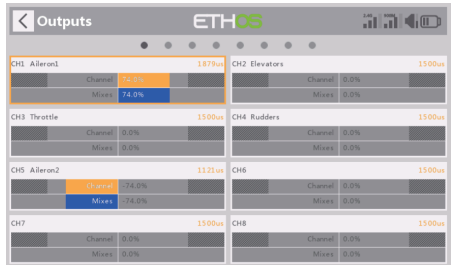 Outputs
ETHOS
CH1 Aileron1 1879us
Channel 74.0%
Mixes 74.0%
CH2 Elevators 1500us
Channel 0.0%
Mixes 0.0%
CH3 Throttle 1500us
Channel 0.0%
Mixes 0.0%
CH4 Rudders 1500us
Channel 0.0%
Mixes 0.0%
CH5 Aileron2 1121us
Channel -74.0%
Mixes -74.0%
CH6 1500us
Channel 0.0%
Mixes 0.0%
CH7 1500us
Channel 0.0%
Mixes 0.0%
CH8 1500us
Channel 0.0%
Mixes 0.0%